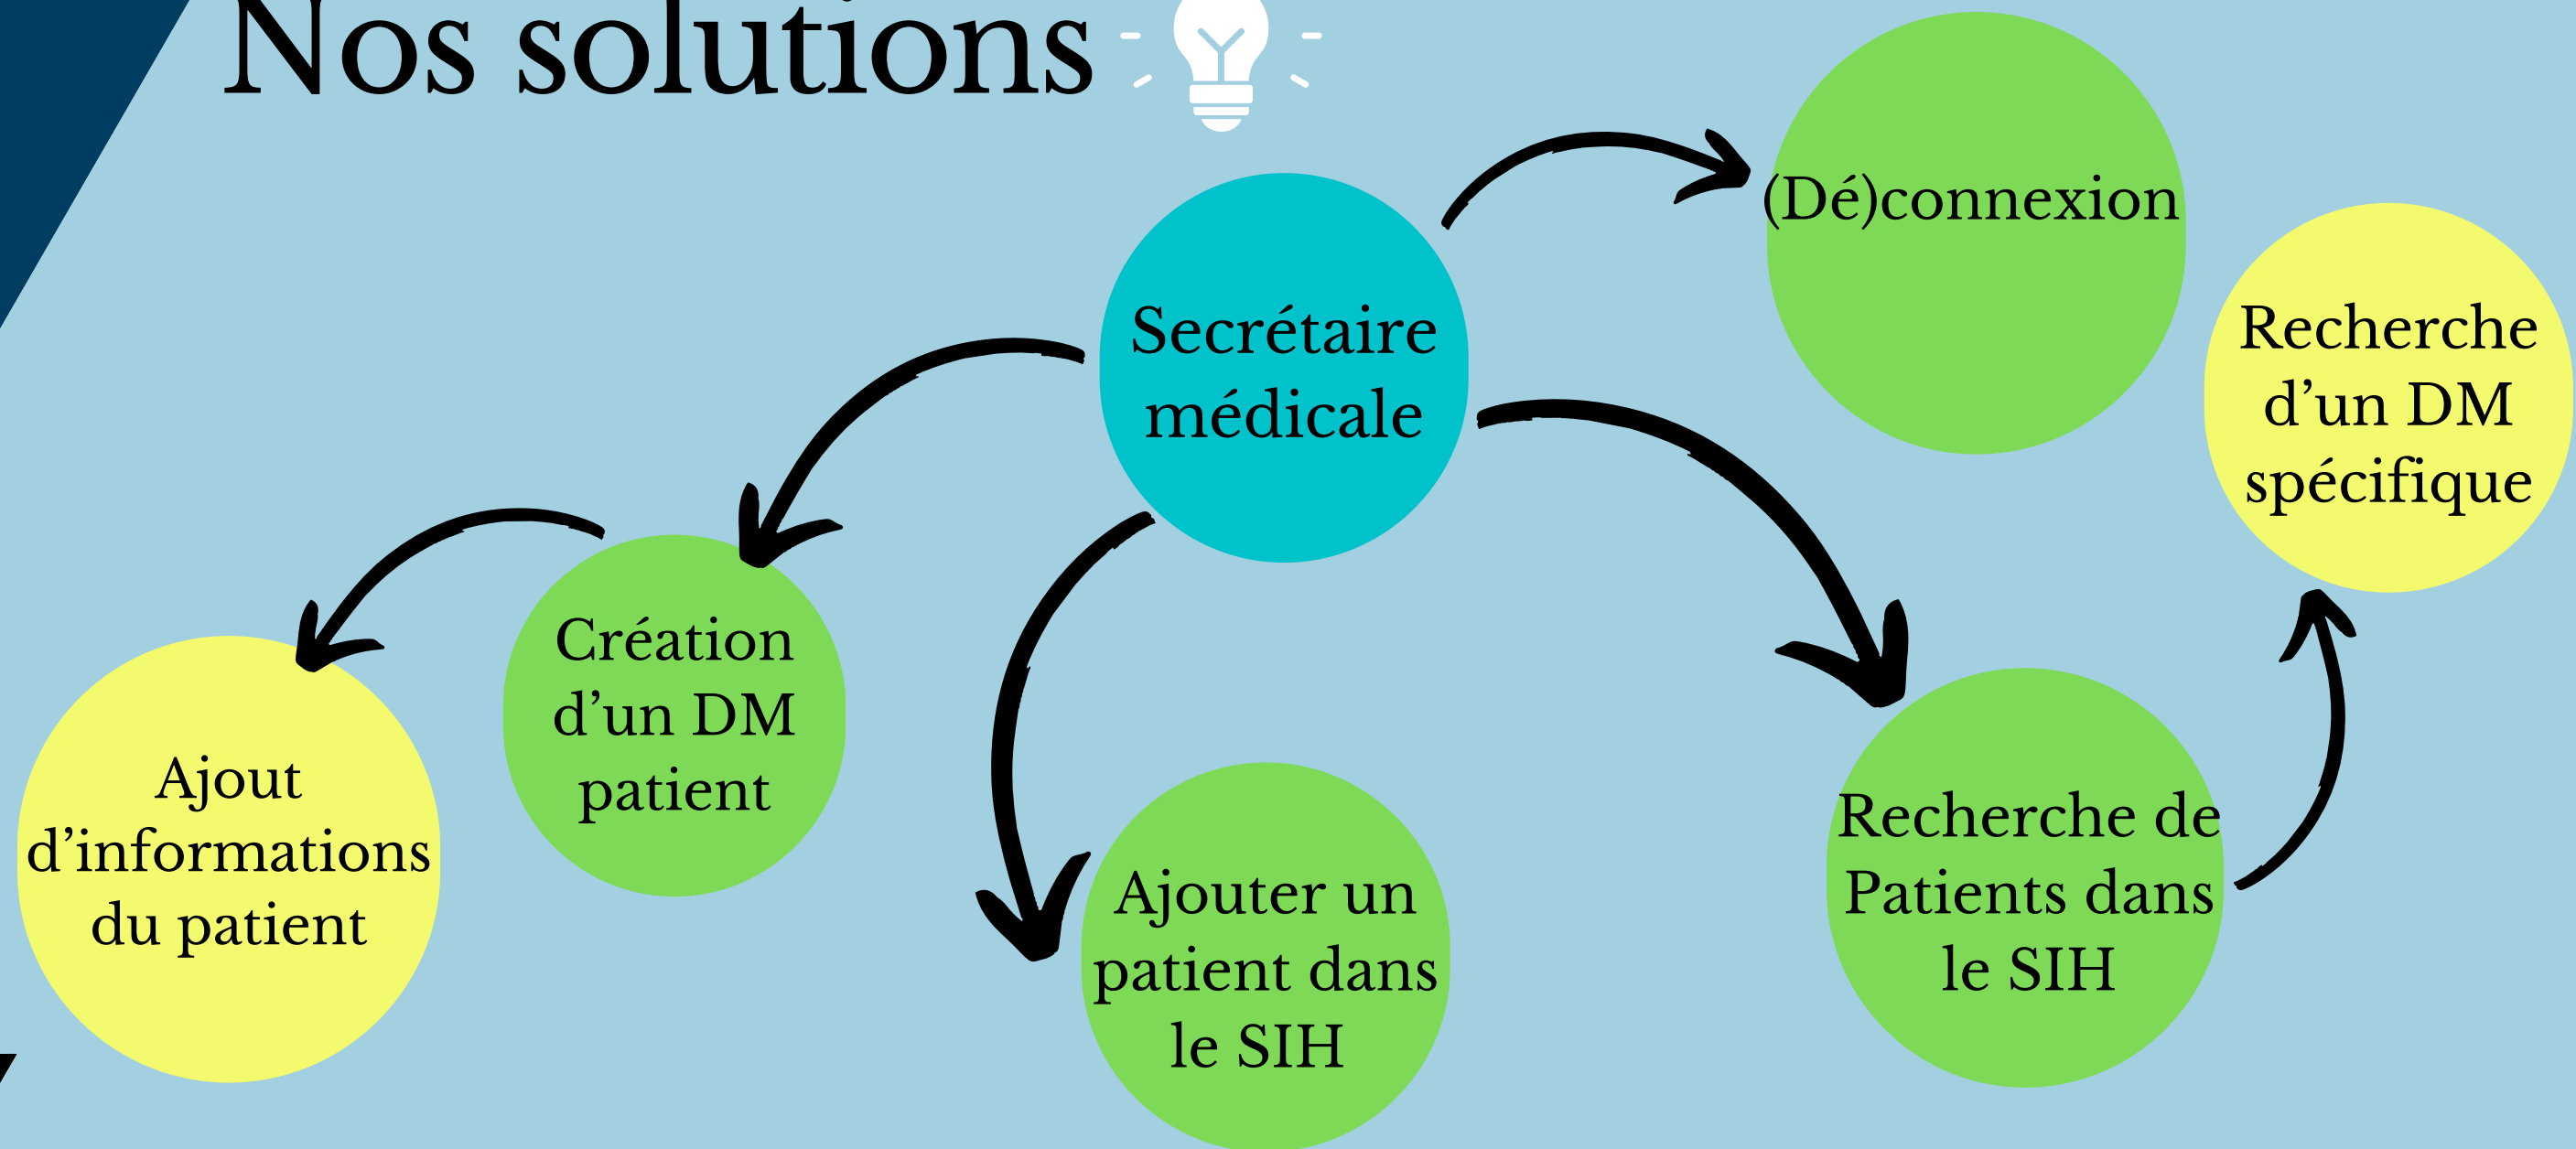 Nos solutions
(Dé)connexion
Secrétaire
médicale
Recherche
d’un DM
spécifique
Création
d’un DM
patient
Ajout
d’informations
du patient
Ajouter un
patient dans
le SIH
Recherche de
Patients dans
le SIH